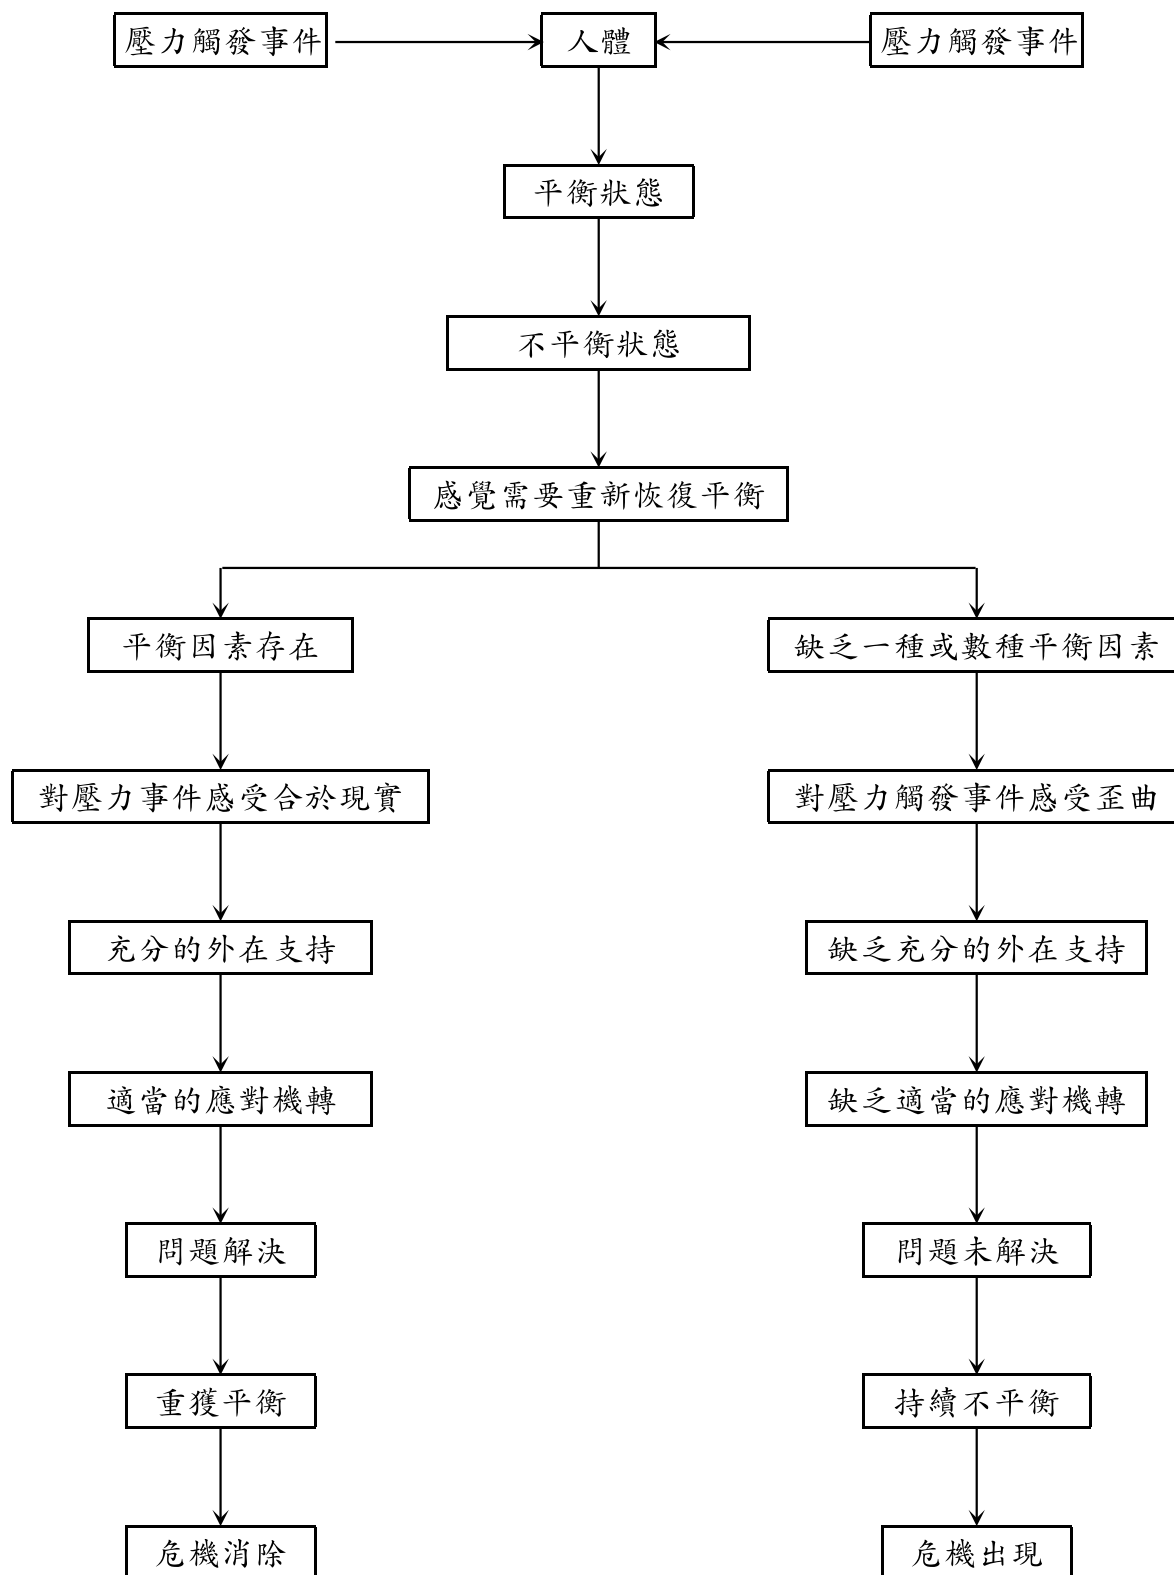 壓力觸發事件
人體
壓力觸發事件
平衡狀態
不平衡狀態
感覺需要重新恢復平衡
平衡因素存在
缺乏一種或數種平衡因素
對壓力事件感受合於現實
對壓力觸發事件感受歪曲
充分的外在支持
缺乏充分的外在支持
適當的應對機轉
缺乏適當的應對機轉
問題解決
問題未解決
重獲平衡
持續不平衡
危機消除
危機出現